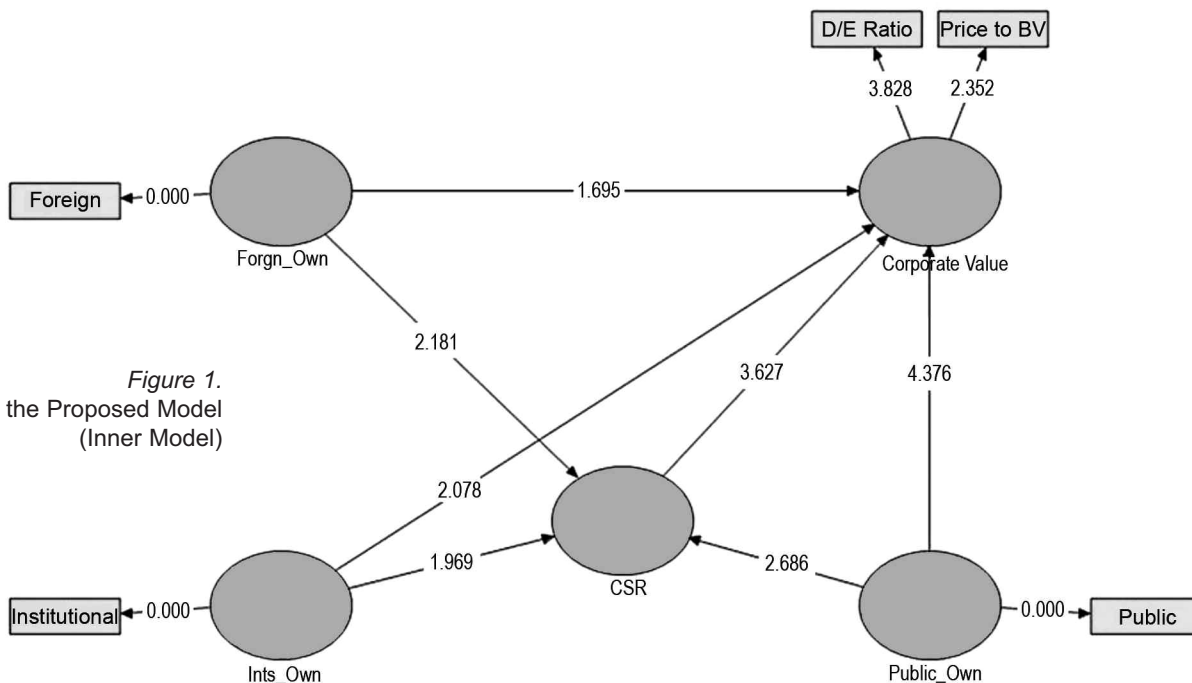 D/E Ratio
Price to BV
3.828
2.352
Foreign
0.000
Forgn_Own
1.695
Corporate Value
2.181
3.627
4.376
Figure 1.
the Proposed Model
(Inner Model)
2.078
1.969
CSR
2.686
Institutional
0.000
Ints_Own
Public_Own
0.000
Public